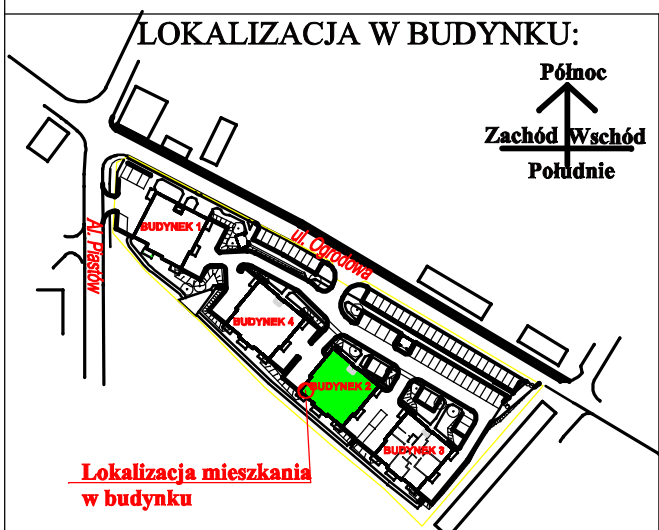 LOKALIZACJA W BUDYNKU:
Północ
Zachód Wschód
Południe
BUDYNEK 1
ul. Ogrodowa
Al. Piastów
BUDYNEK 4
BUDYNEK 2
BUDYNEK 3
Lokalizacja mieszkania
w budynku